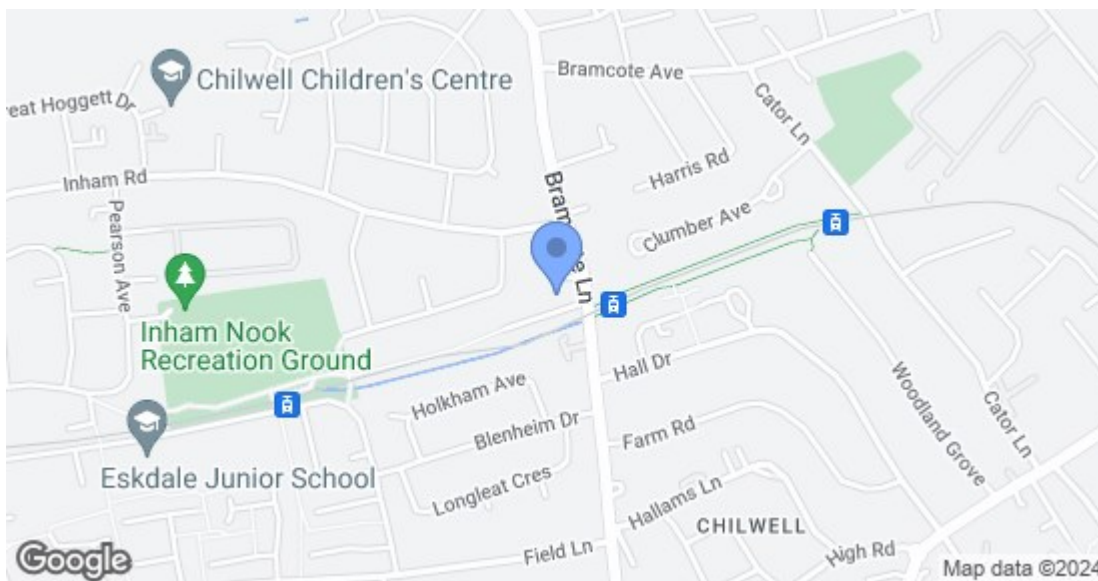 Bramcote Ave
Chilwell Children's Centre
reat Hoggett Dr
Cator Ln
Harris Rd
Inham Rd
Pearson Ave
Bram
e Ln
Clumber Ave
Inham Nook
Recreation Ground
Hall Dr
Holkham Ave
Woodland Grove
Cator Ln
Blenheim Dr
Farm Rd
Eskdale Junior School
Longleat Cres
Hallams Ln
CHILWELL
Field Ln
High Rd
Google
Map data ©2024